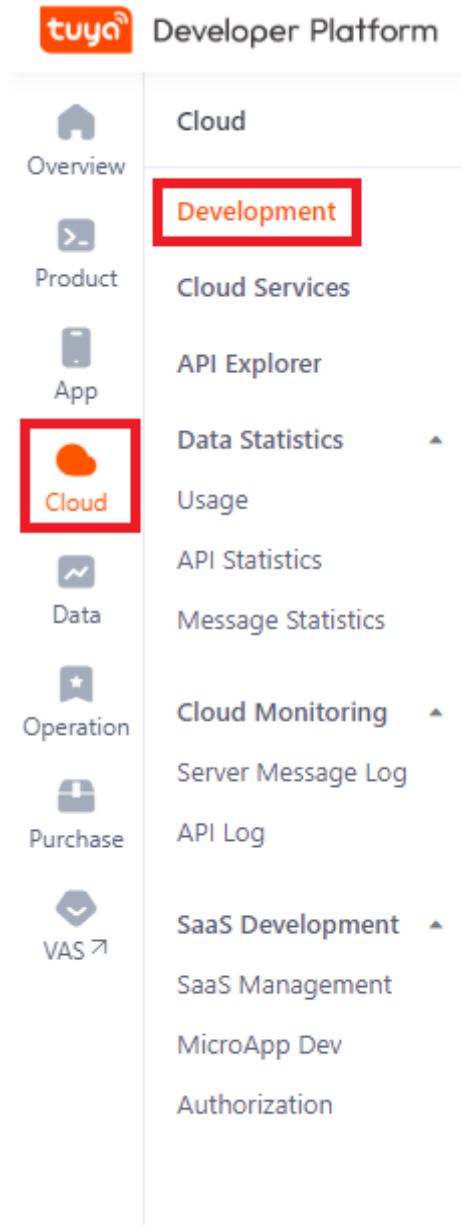 tuya Developer Platform
Overview
Product
App
Cloud
Data
Operation
Purchase
VAS
Cloud
Development
Cloud Services
API Explorer
Data Statistics
Usage
API Statistics
Message Statistics
Cloud Monitoring
Server Message Log
API Log
SaaS Development
SaaS Management
MicroApp Dev
Authorization